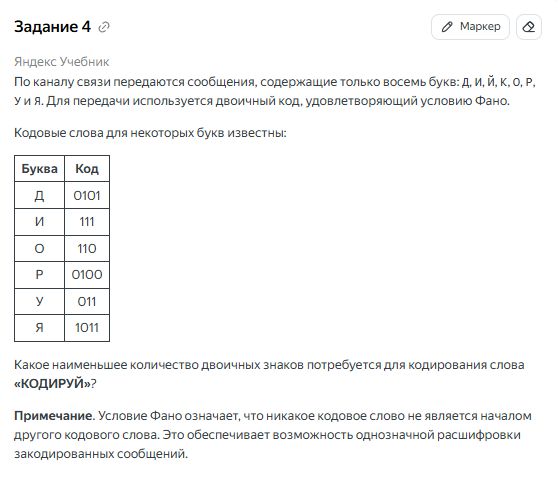 Задание 4
Маркер
Яндекс Учебник
По каналу связи передаются сообщения, содержащие только восемь букв: Д, И, Й, К, О, Р,
У и Я. Для передачи используется двоичный код, удовлетворяющий условию Фано.
Кодовые слова для некоторых букв известны:
Буква Код
Д 0101
И 111
О 110
Р 0100
У 011
Я 1011
Какое наименьшее количество двоичных знаков потребуется для кодирования слова
«КОДИРУЙ»?
Примечание. Условие Фано означает, что никакое кодовое слово не является началом
другого кодового слова. Это обеспечивает возможность однозначной расшифровки
закодированных сообщений.